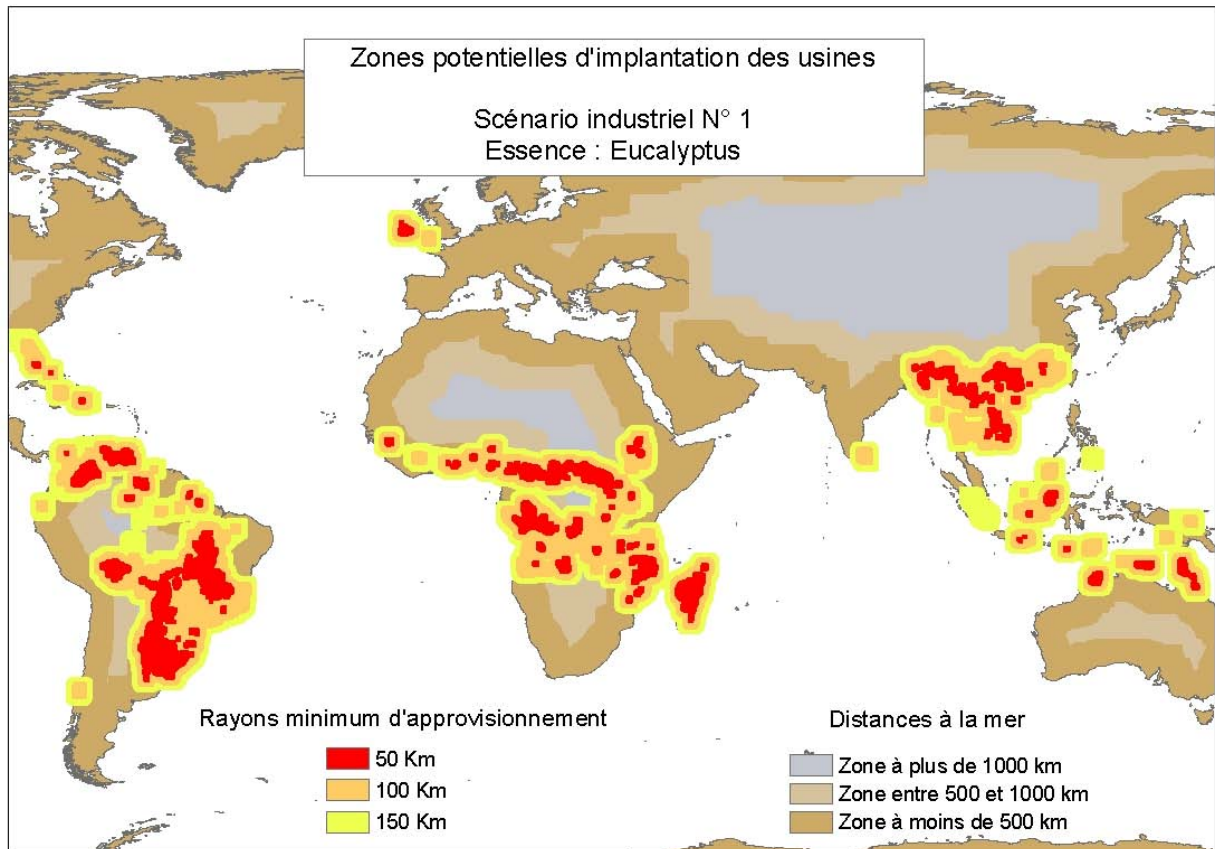 Zones potentielles d'implantation des usines
Scénario industriel N° 1
Essence : Eucalyptus
Rayons minimum d'approvisionnement
50 Km
100 Km
150 Km
Distances à la mer
Zone à plus de 1000 km
Zone entre 500 et 1000 km
Zone à moins de 500 km